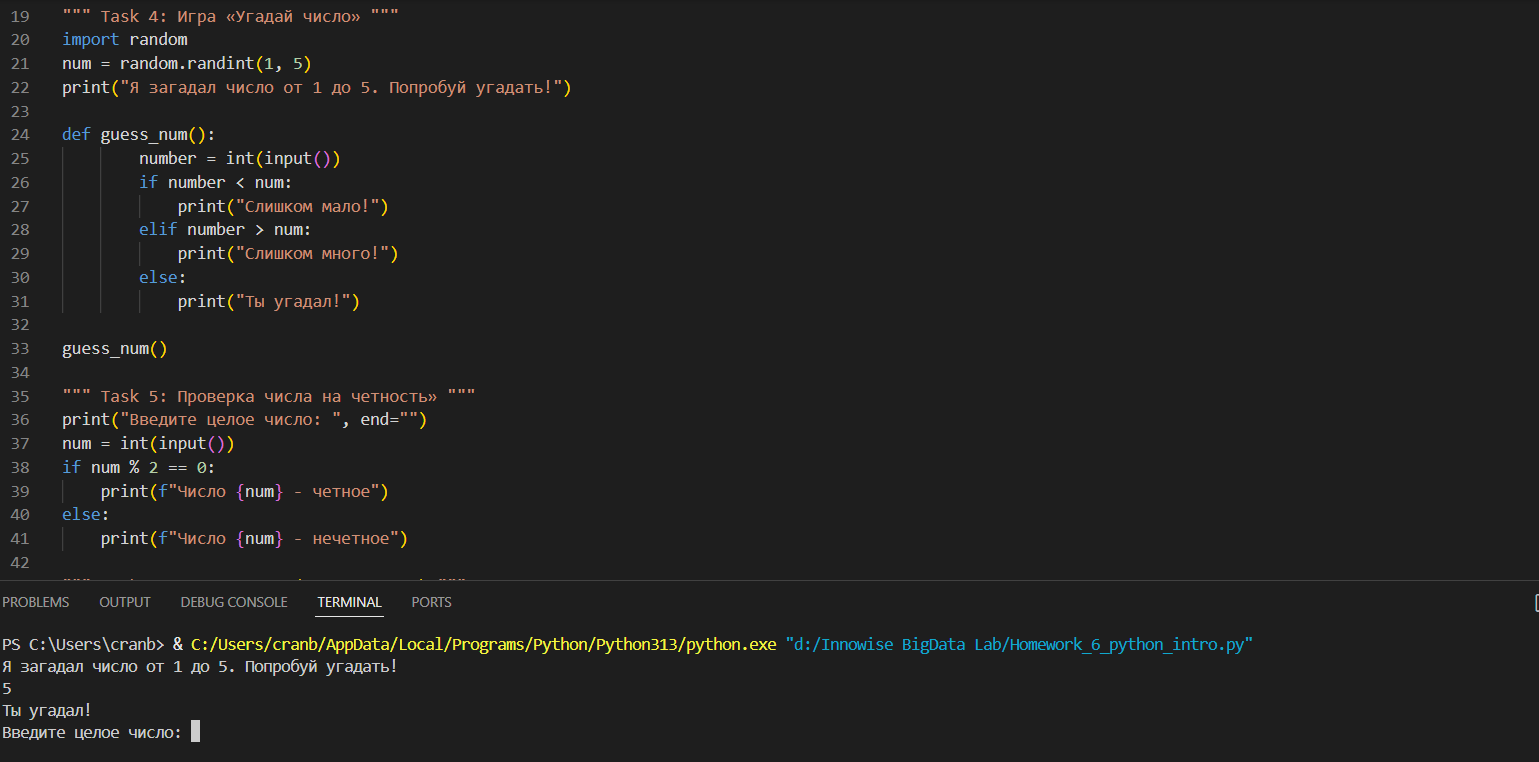 19 """ Task 4: Игра «Угадай число» """
20 import random
21 num = random.randint(1, 5)
22 print("Я загадал число от 1 до 5. Попробуй угадать!")
23
24 def guess_num():
25         number = int(input())
26         if number < num:
27             print("Слишком мало!")
28         elif number > num:
29             print("Слишком много!")
30         else:
31             print("Ты угадал!")
32
33 guess_num()
34
35 """ Task 5: Проверка числа на четность» """
36 print("Введите целое число: ", end="")
37 num = int(input())
38 if num % 2 == 0:
39     print(f"Число {num} - четное")
40 else:
41     print(f"Число {num} - нечетное")
42
PROBLEMS OUTPUT DEBUG CONSOLE TERMINAL PORTS
PS C:\Users\cranb> & C:/Users/cranb/AppData/Local/Programs/Python/Python313/python.exe "d:/Innowise BigData Lab/Homework_6_python_intro.py"
Я загадал число от 1 до 5. Попробуй угадать!
5
Ты угадал!
Введите целое число: